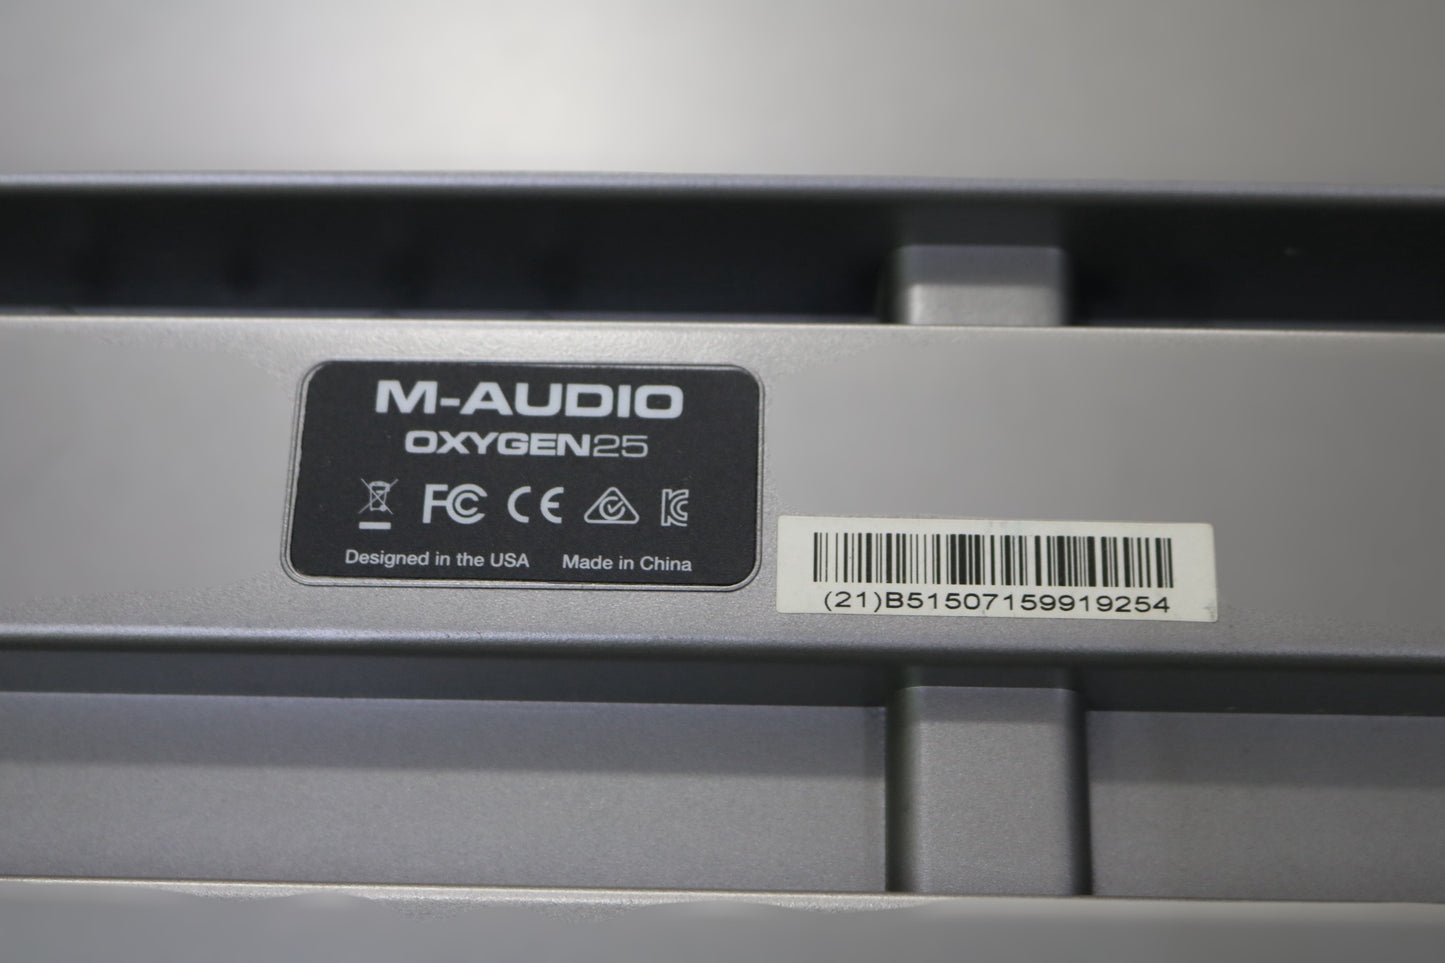 M-AUDIO
OXYGEN25
FC CE
Designed in the USA Made in China
(21)B51507159919254